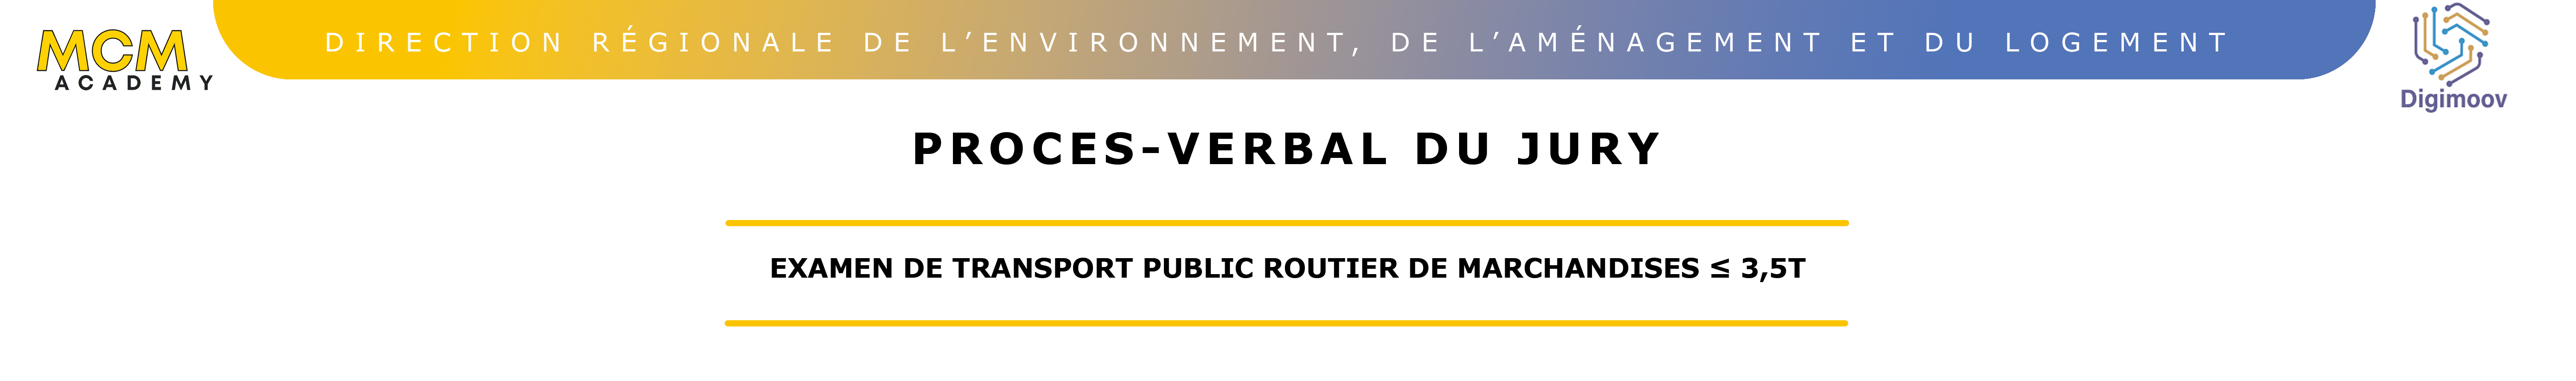 MCM
ACADEMY
DIRECTION RÉGIONALE DE L’ENVIRONNEMENT, DE L’AMÉNAGEMENT ET DU LOGEMENT
Digimoov
PROCES-VERBAL DU JURY
EXAMEN DE TRANSPORT PUBLIC ROUTIER DE MARCHANDISES ≤ 3,5T